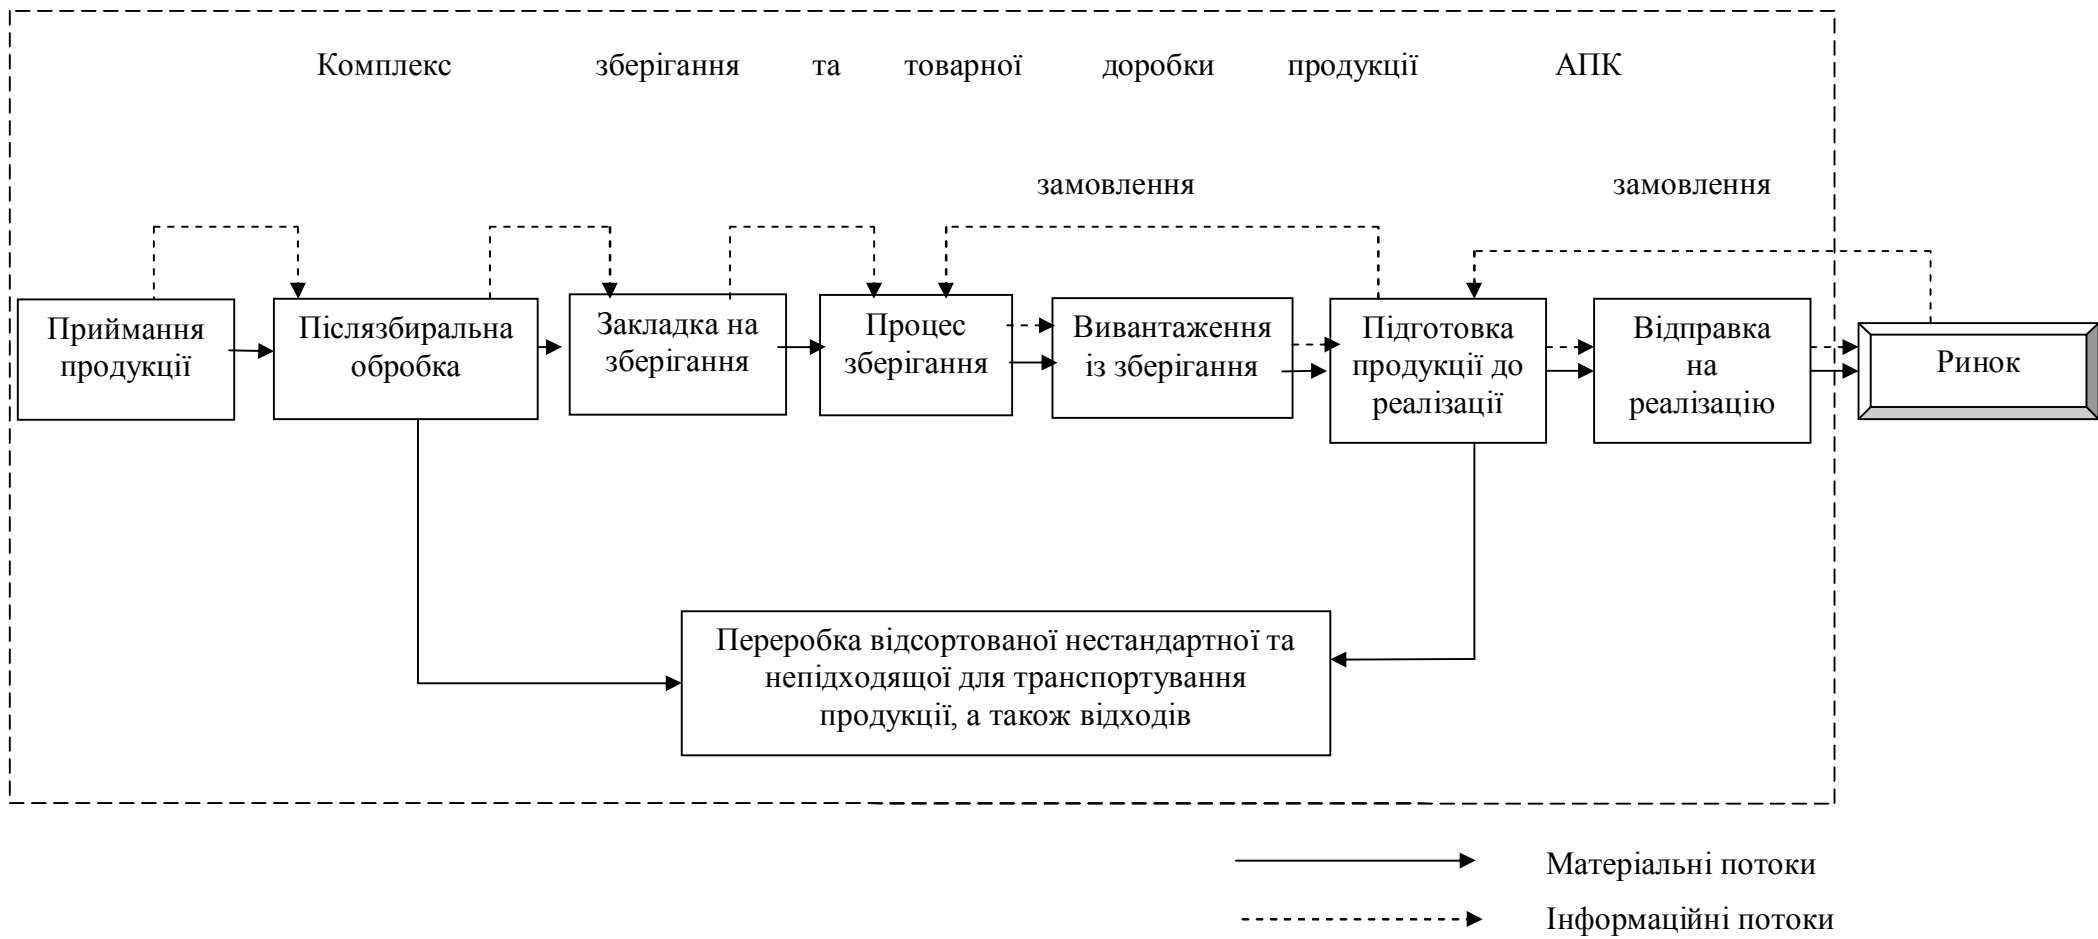 Комплекс зберігання та товарної доробки продукції АПК
замовлення
замовлення
Приймання
продукції
Післязбиральна
обробка
Закладка на
зберігання
Процес
зберігання
Вивантаження
із зберігання
Підготовка
продукції до
реалізації
Відправка
на
реалізацію
Ринок
Переробка відсортованої нестандартної та
непідходящої для транспортування
продукції, а також відходів
Матеріальні потоки
Інформаційні потоки